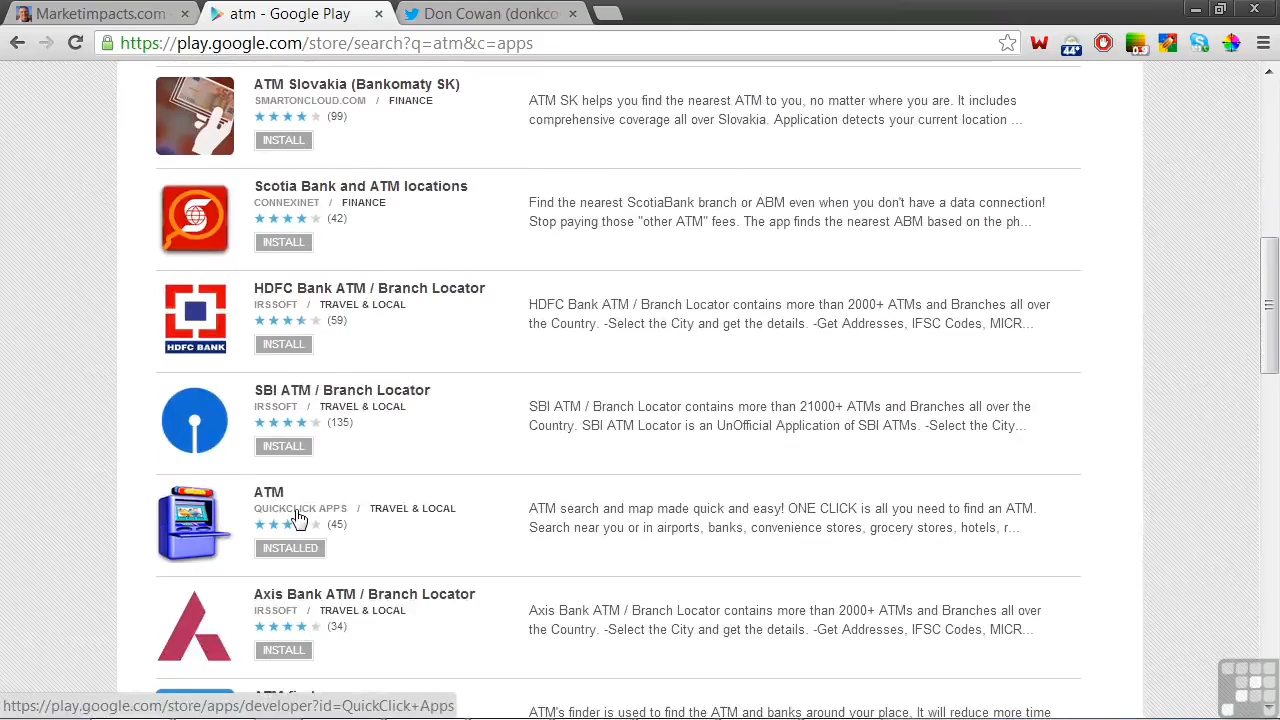 Marketimpacts.com
atm - Google Play
Don Cowan (donkco
https://play.google.com/store/search?q=atm&c=apps
44°
0.9
ATM Slovakia (Bankomaty SK)
SMARTONCLOUD.COM / FINANCE
(99)
INSTALL
ATM SK helps you find the nearest ATM to you, no matter where you are. It includes
comprehensive coverage all over Slovakia. Application detects your current location ...
Scotia Bank and ATM locations
CONNEXINET / FINANCE
(42)
INSTALL
Find the nearest ScotiaBank branch or ABM even when you don't have a data connection!
Stop paying those "other ATM" fees. The app finds the nearest ABM based on the ph...
HDFC Bank ATM / Branch Locator
IRSSOFT / TRAVEL & LOCAL
(59)
INSTALL
HDFC BANK
HDFC Bank ATM / Branch Locator contains more than 2000+ ATMs and Branches all over
the Country. -Select the City and get the details. -Get Addresses, IFSC Codes, MICR...
SBI ATM / Branch Locator
IRSSOFT / TRAVEL & LOCAL
(135)
INSTALL
SBI ATM / Branch Locator contains more than 21000+ ATMs and Branches all over the
Country. SBI ATM Locator is an UnOfficial Application of SBI ATMs. -Select the City...
ATM
QUICKCLICK APPS / TRAVEL & LOCAL
(45)
INSTALLED
ATM search and map made quick and easy! ONE CLICK is all you need to find an ATM.
Search near you or in airports, banks, convenience stores, grocery stores, hotels, r...
Axis Bank ATM / Branch Locator
IRSSOFT / TRAVEL & LOCAL
(34)
INSTALL
Axis Bank ATM / Branch Locator contains more than 2000+ ATMs and Branches all over
the Country. -Select the City and get the details. -Get Addresses, IFSC Codes, MICR...
ATM
ATMs finder is used to find the ATM and banks around your place. It will reduce more time
https://play.google.com/store/apps/developer?id=QuickClick+Apps